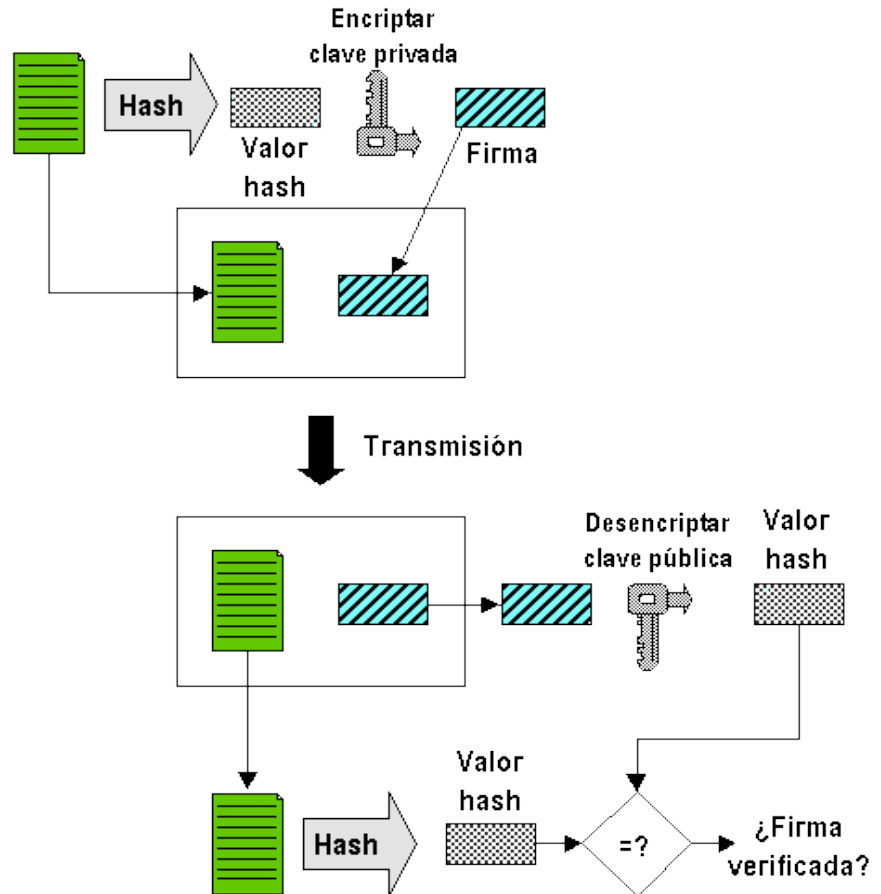 Encriptar
clave privada
Hash
Valor
hash
Firma
Transmisión
Desencriptar
clave pública
Valor
hash
Valor
hash
Hash
=?
¿Firma
verificada?